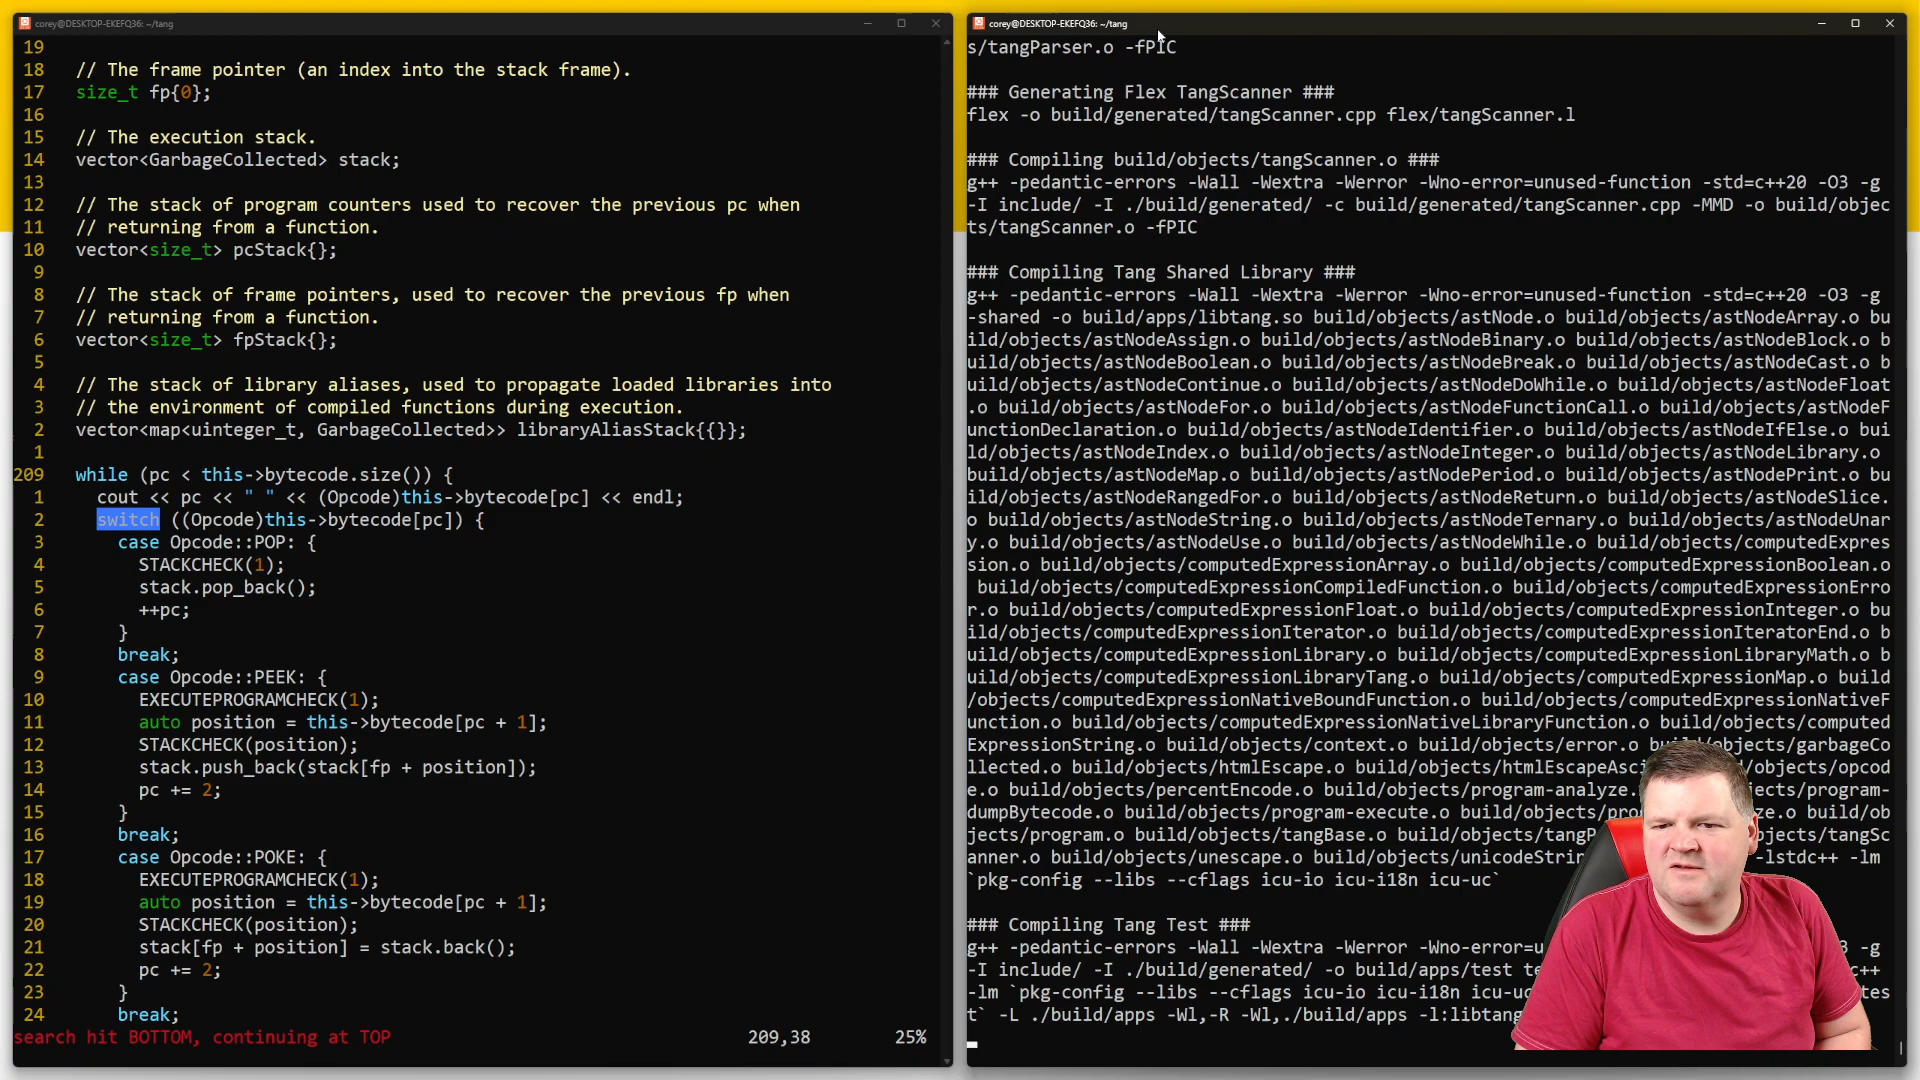 corey@DESKTOP-EKEFQ36: ~/tang
19
18 // The frame pointer (an index into the stack frame).
17 size_t fp{0};
16
15 // The execution stack.
14 vector<GarbageCollected> stack;
13
12 // The stack of program counters used to recover the previous pc when
11 // returning from a function.
10 vector<size_t> pcStack{};
9
8 // The stack of frame pointers, used to recover the previous fp when
7 // returning from a function.
6 vector<size_t> fpStack{};
5
4 // The stack of library aliases, used to propagate loaded libraries into
3 // the environment of compiled functions during execution.
2 vector<map<uinteger_t, GarbageCollected>> libraryAliasStack{{}};
1
209 while (pc < this->bytecode.size()) {
1 cout << pc << " " << (Opcode)this->bytecode[pc] << endl;
2 switch ((Opcode)this->bytecode[pc]) {
3 case Opcode::POP: {
4 STACKCHECK(1);
5 stack.pop_back();
6 ++pc;
7 }
8 break;
9 case Opcode::PEEK: {
10 EXECUTEPROGRAMCHECK(1);
11 auto position = this->bytecode[pc + 1];
12 STACKCHECK(position);
13 stack.push_back(stack[fp + position]);
14 pc += 2;
15 }
16 break;
17 case Opcode::POKE: {
18 EXECUTEPROGRAMCHECK(1);
19 auto position = this->bytecode[pc + 1];
20 STACKCHECK(position);
21 stack[fp + position] = stack.back();
22 pc += 2;
23 }
24 break;
search hit BOTTOM, continuing at TOP 209,38 25%
corey@DESKTOP-EKEFQ36: ~/tang
s/tangParser.o -fPIC
### Generating Flex TangScanner ###
flex -o build/generated/tangScanner.cpp flex/tangScanner.l
### Compiling build/objects/tangScanner.o ###
g++ -pedantic-errors -Wall -Wextra -Werror -Wno-error=unused-function -std=c++20 -O3 -g
-I include/ -I ./build/generated/ -c build/generated/tangScanner.cpp -MMD -o build/objec
ts/tangScanner.o -fPIC
### Compiling Tang Shared Library ###
g++ -pedantic-errors -Wall -Wextra -Werror -Wno-error=unused-function -std=c++20 -O3 -g
-shared -o build/apps/libtang.so build/objects/astNode.o build/objects/astNodeArray.o bu
ild/objects/astNodeAssign.o build/objects/astNodeBinary.o build/objects/astNodeBlock.o b
uild/objects/astNodeBoolean.o build/objects/astNodeBreak.o build/objects/astNodeCast.o b
uild/objects/astNodeContinue.o build/objects/astNodeDoWhile.o build/objects/astNodeFloat
.o build/objects/astNodeFor.o build/objects/astNodeFunctionCall.o build/objects/astNodeF
unctionDeclaration.o build/objects/astNodeIdentifier.o build/objects/astNodeIfElse.o bui
ld/objects/astNodeIndex.o build/objects/astNodeInteger.o build/objects/astNodeLibrary.o
build/objects/astNodeMap.o build/objects/astNodePeriod.o build/objects/astNodePrint.o bu
ild/objects/astNodeRangedFor.o build/objects/astNodeReturn.o build/objects/astNodeSlice.
o build/objects/astNodeString.o build/objects/astNodeTernary.o build/objects/astNodeUnar
y.o build/objects/astNodeUse.o build/objects/astNodeWhile.o build/objects/computedExpres
sion.o build/objects/computedExpressionArray.o build/objects/computedExpressionBoolean.o
build/objects/computedExpressionCompiledFunction.o build/objects/computedExpressionErro
r.o build/objects/computedExpressionFloat.o build/objects/computedExpressionInteger.o bu
ild/objects/computedExpressionIterator.o build/objects/computedExpressionIteratorEnd.o b
uild/objects/computedExpressionLibrary.o build/objects/computedExpressionLibraryMath.o b
uild/objects/computedExpressionLibraryTang.o build/objects/computedExpressionMap.o build
/objects/computedExpressionNativeBoundFunction.o build/objects/computedExpressionNativeF
unction.o build/objects/computedExpressionNativeLibraryFunction.o build/objects/computed
ExpressionString.o build/objects/context.o build/objects/error.o objects/garbageCo
llected.o build/objects/htmlEscape.o build/objects/htmlEscapeAsci /objects/opcod
e.o build/objects/percentEncode.o build/objects/program-analyze. jects/program-
dumpBytecode.o build/objects/program-execute.o build/objects/pro ze.o build/ob
jects/program.o build/objects/tangBase.o build/objects/tangP bjects/tangSc
anner.o build/objects/unescape.o build/objects/unicodeStrin -lstdc++ -lm
`pkg-config --libs --cflags icu-io icu-i18n icu-uc`
### Compiling Tang Test ###
g++ -pedantic-errors -Wall -Wextra -Werror -Wno-error=u 3 -g
-I include/ -I ./build/generated/ -o build/apps/test te c++
-lm `pkg-config --libs --cflags icu-io icu-i18n icu-uc tes
t` -L ./build/apps -Wl,-R -Wl,./build/apps -l:libtang